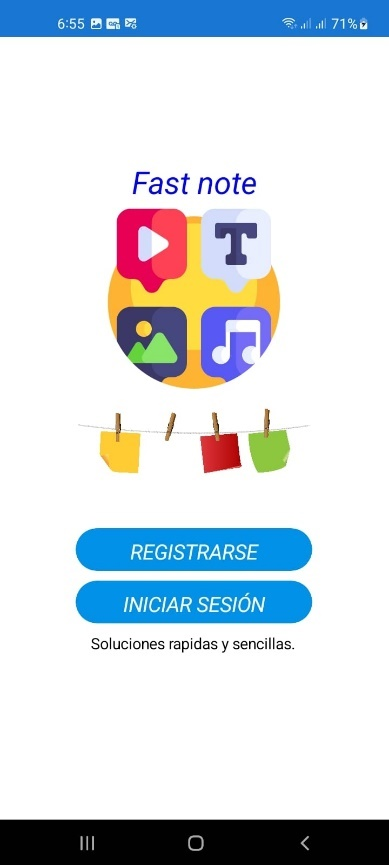 6:55
71%
Fast note
T
REGISTRARSE
INICIAR SESIÓN
Soluciones rapidas y sencillas.